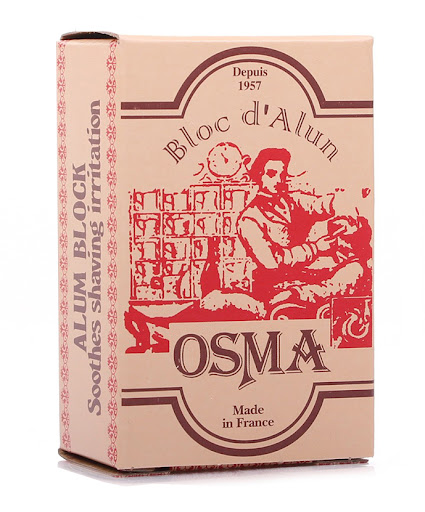 Depuis
1957
Bloc d'Alun
OSMA
Made
in France
ALUM BLOCK
Soothes shaving irritation